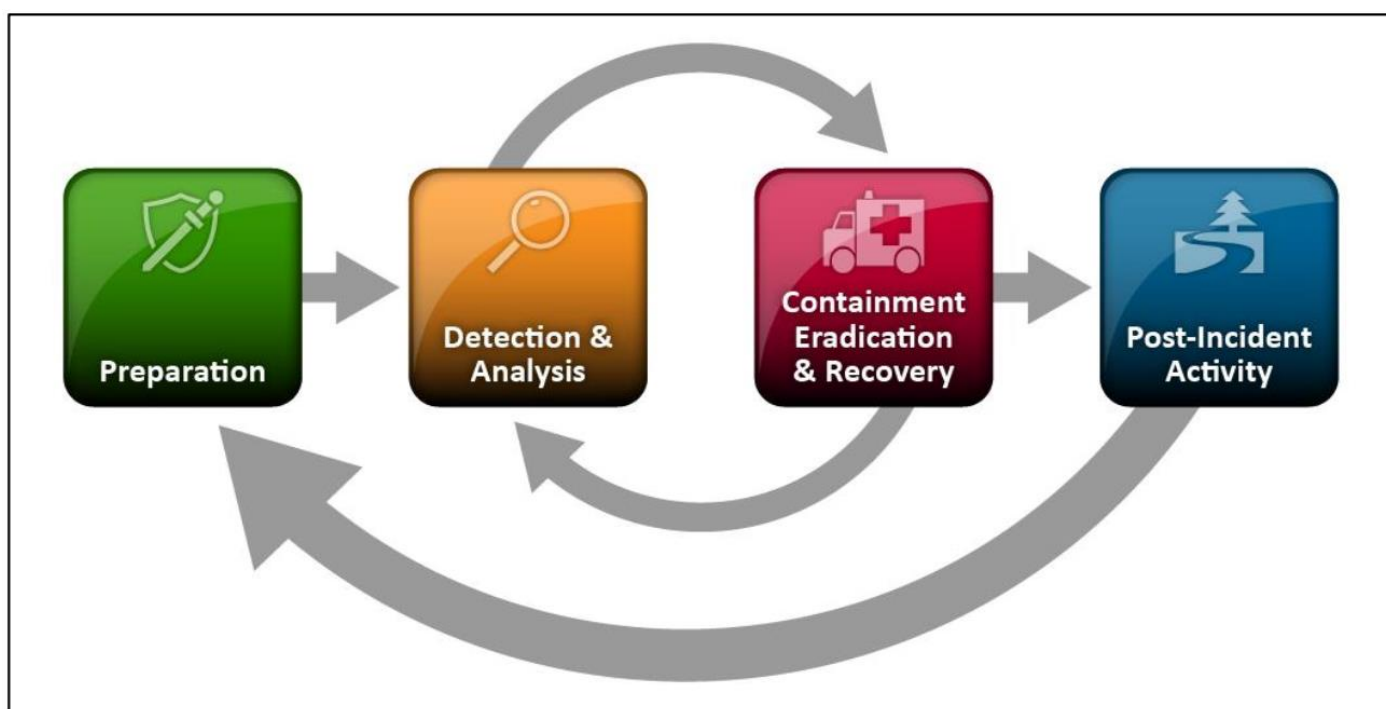 Preparation
Detection &
Analysis
Containment
Eradication
& Recovery
Post-Incident
Activity